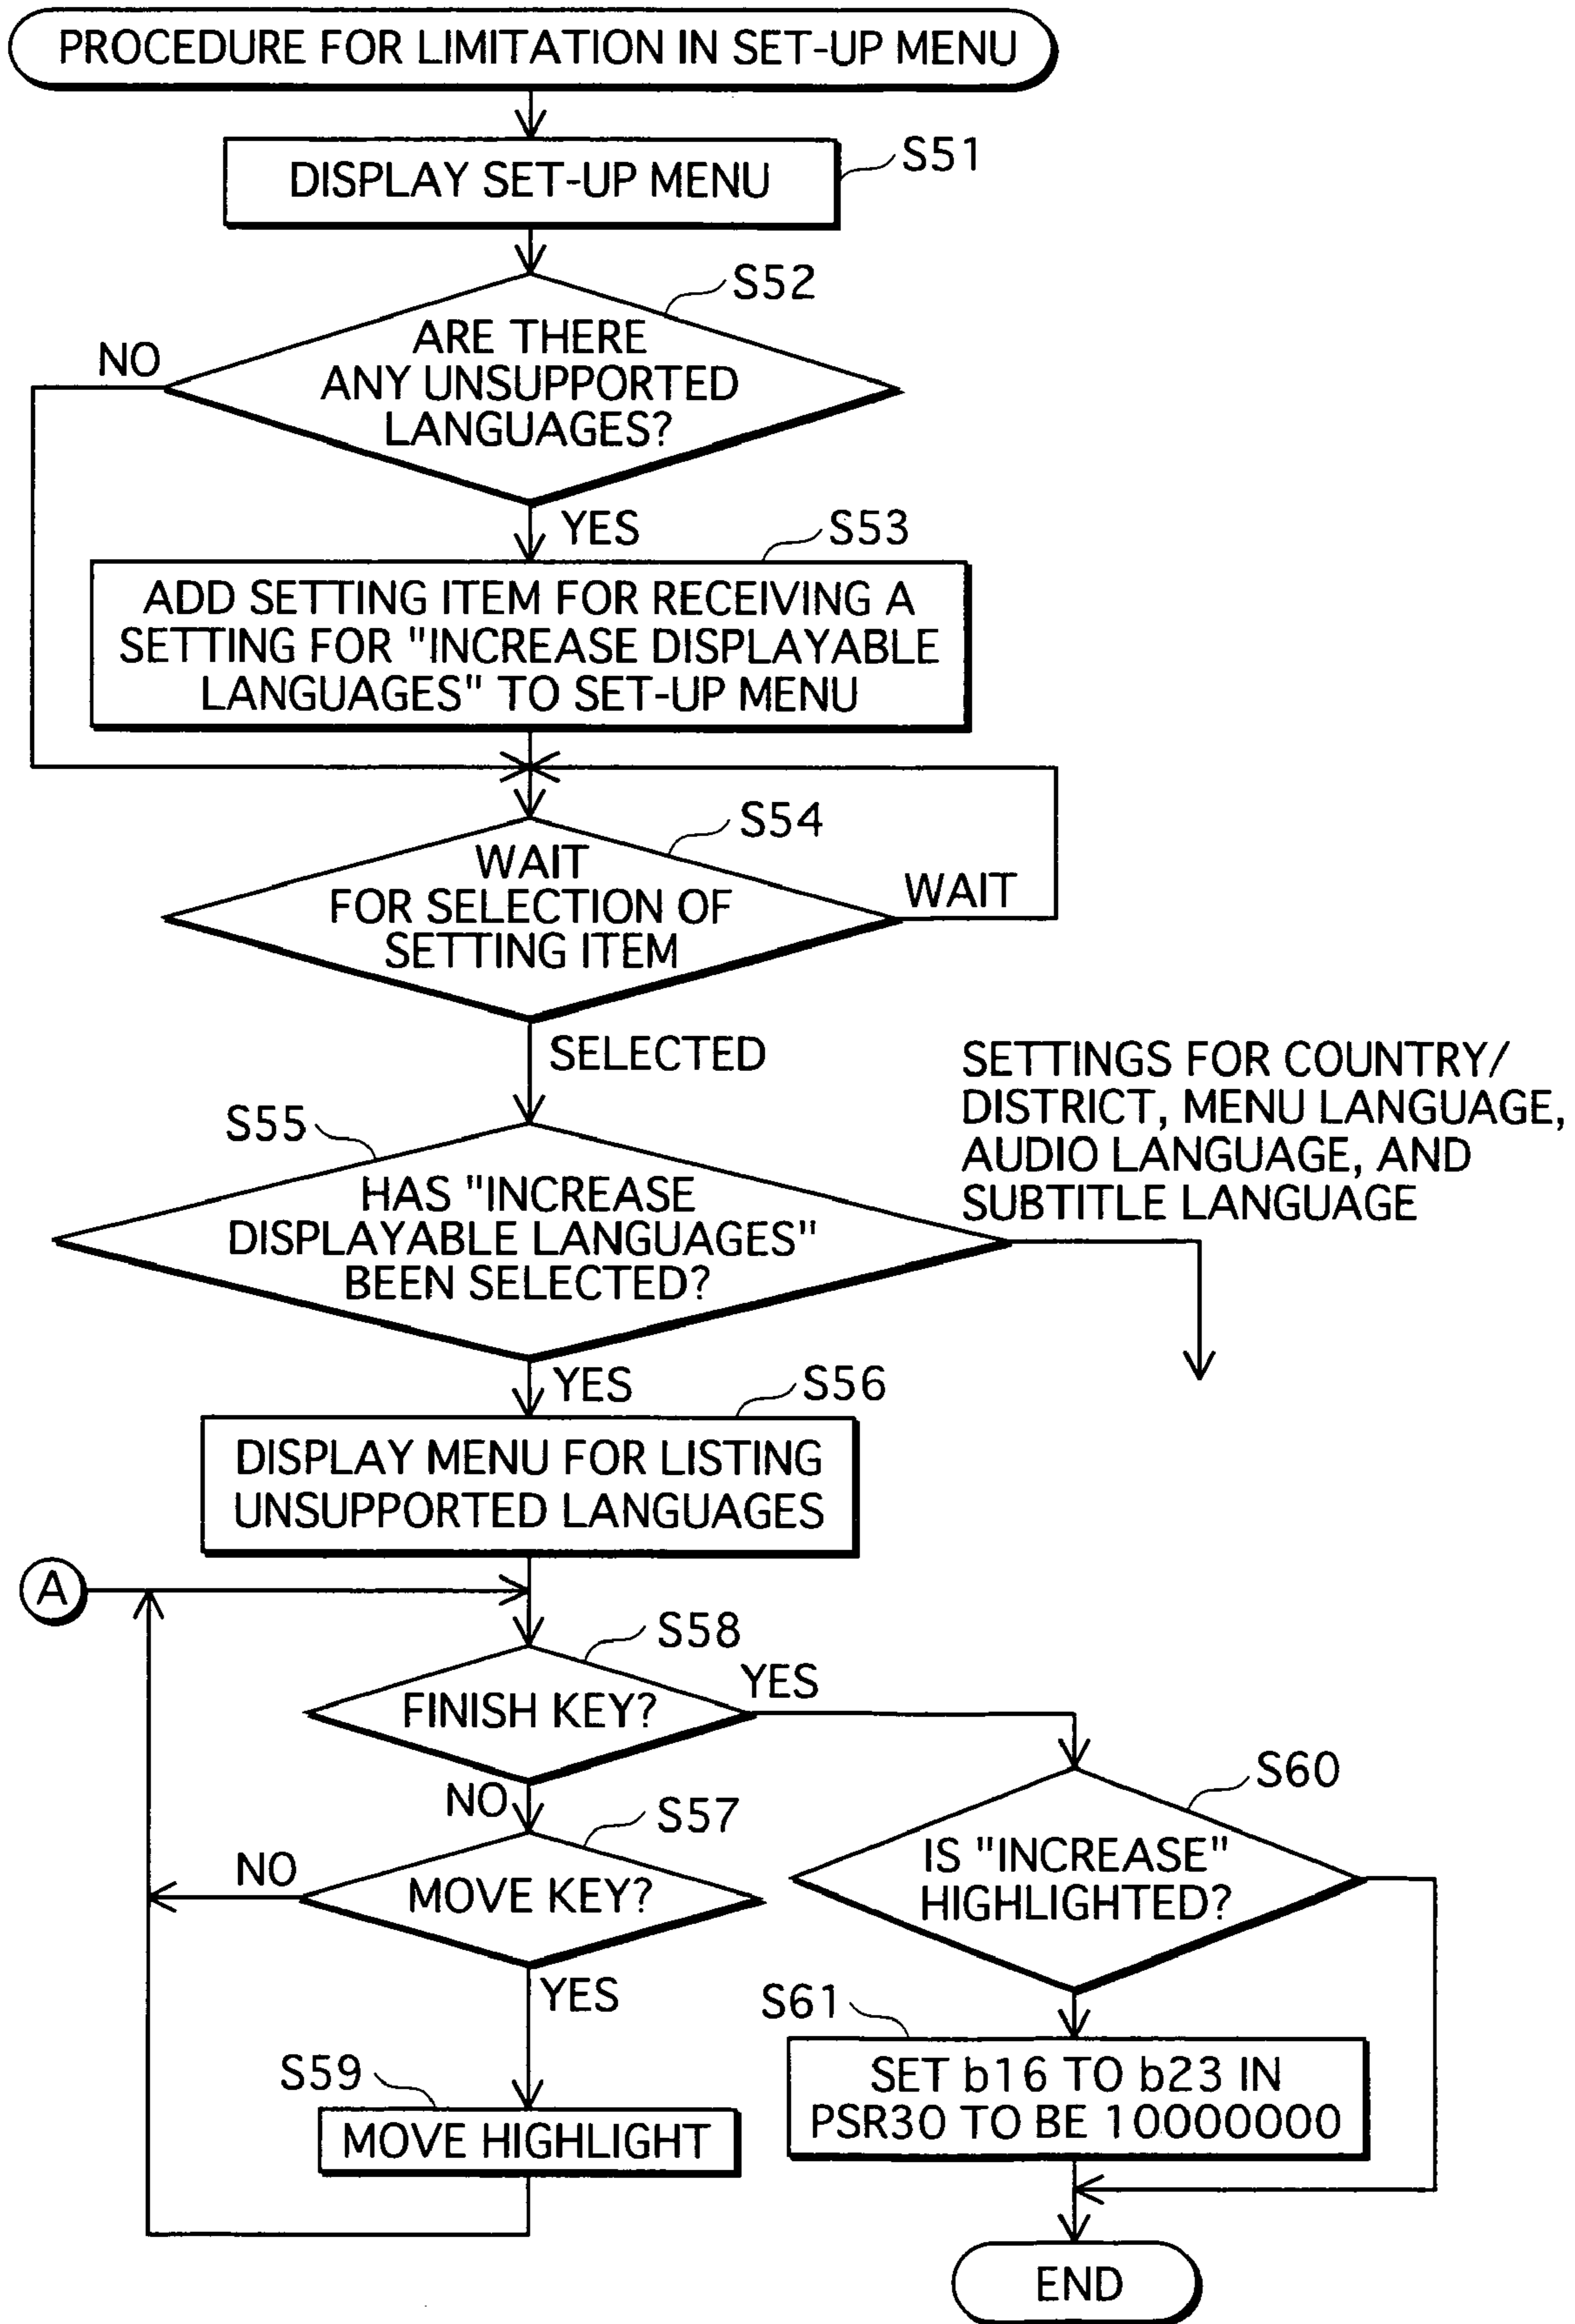 PROCEDURE FOR LIMITATION IN SET-UP MENU
S51
DISPLAY SET-UP MENU
S52
ARE THERE
ANY UNSUPPORTED
LANGUAGES?
NO
YES
S53
ADD SETTING ITEM FOR RECEIVING A
SETTING FOR "INCREASE DISPLAYABLE
LANGUAGES" TO SET-UP MENU
S54
WAIT
FOR SELECTION OF
SETTING ITEM
WAIT
SELECTED
SETTINGS FOR COUNTRY/
DISTRICT, MENU LANGUAGE,
AUDIO LANGUAGE, AND
SUBTITLE LANGUAGE
S55
HAS "INCREASE
DISPLAYABLE LANGUAGES"
BEEN SELECTED?
YES
S56
DISPLAY MENU FOR LISTING
UNSUPPORTED LANGUAGES
A
S58
FINISH KEY?
YES
NO
S57
MOVE KEY?
NO
YES
S59
MOVE HIGHLIGHT
S60
IS "INCREASE"
HIGHLIGHTED?
S61
SET b16 TO b23 IN
PSR30 TO BE 10000000
END